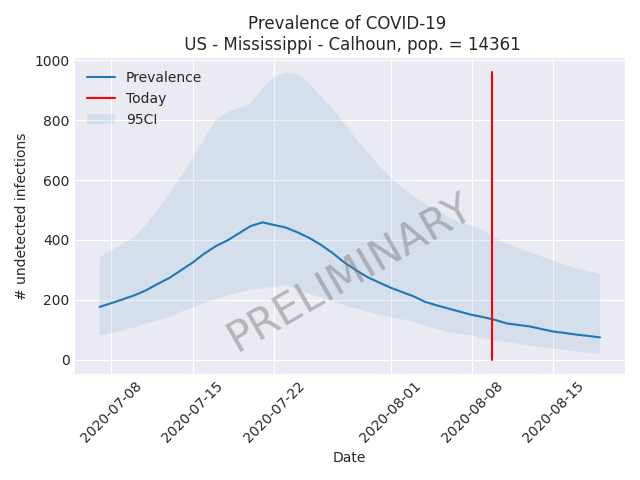 Prevalence of COVID-19
US - Mississippi - Calhoun, pop. = 14361
1000
800
600
400
200
0
# undetected infections
Prevalence
Today
95CI
PRELIMINARY
2020-07-08
2020-07-15
2020-07-22
2020-08-01
2020-08-08
2020-08-15
Date